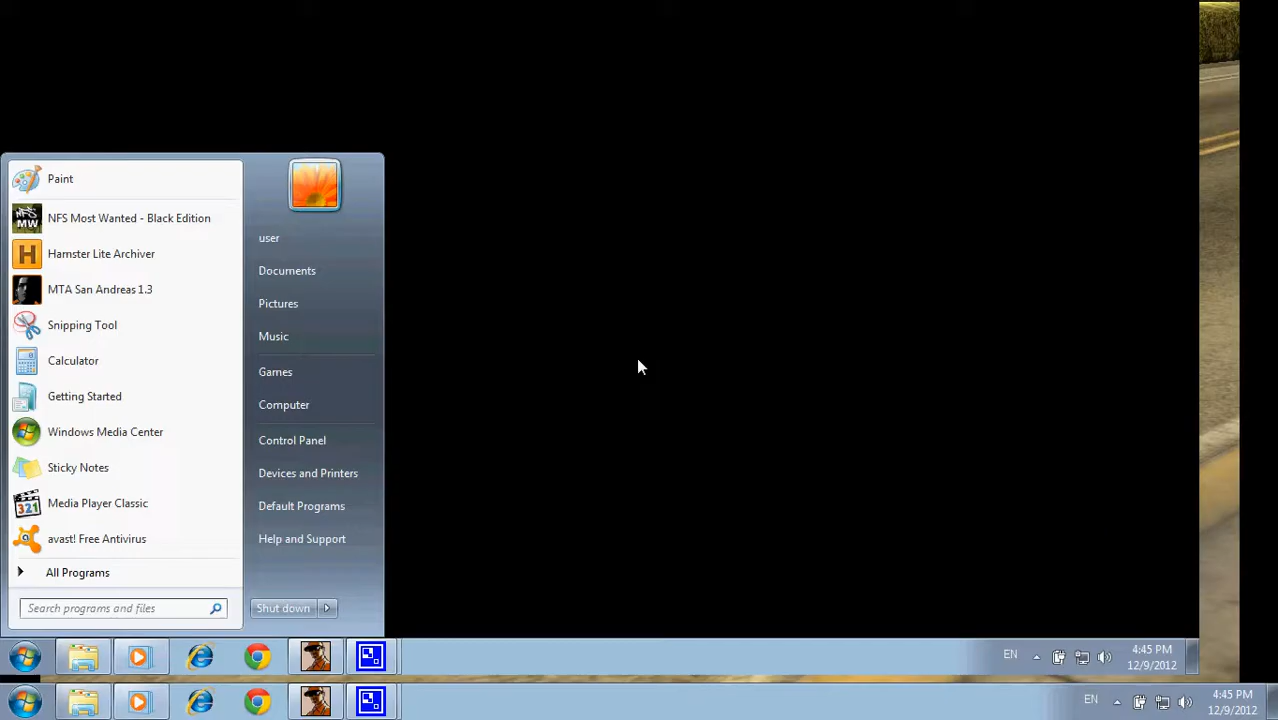 Paint
NFS Most Wanted - Black Edition
Hamster Lite Archiver
MTA San Andreas 1.3
Snipping Tool
Calculator
Getting Started
Windows Media Center
Sticky Notes
Media Player Classic
avast! Free Antivirus
All Programs
Search programs and files
user
Documents
Pictures
Music
Games
Computer
Control Panel
Devices and Printers
Default Programs
Help and Support
Shut down
EN
4:45 PM
12/9/2012
EN
4:45 PM
12/9/2012
NFS
MW
H
321